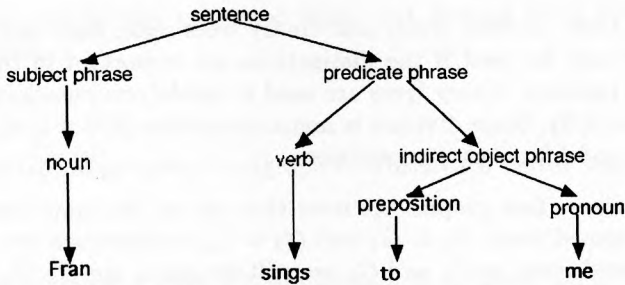 sentence
subject phrase predicate phrase
noun verb indirect object phrase
preposition pronoun
Fran sings to me